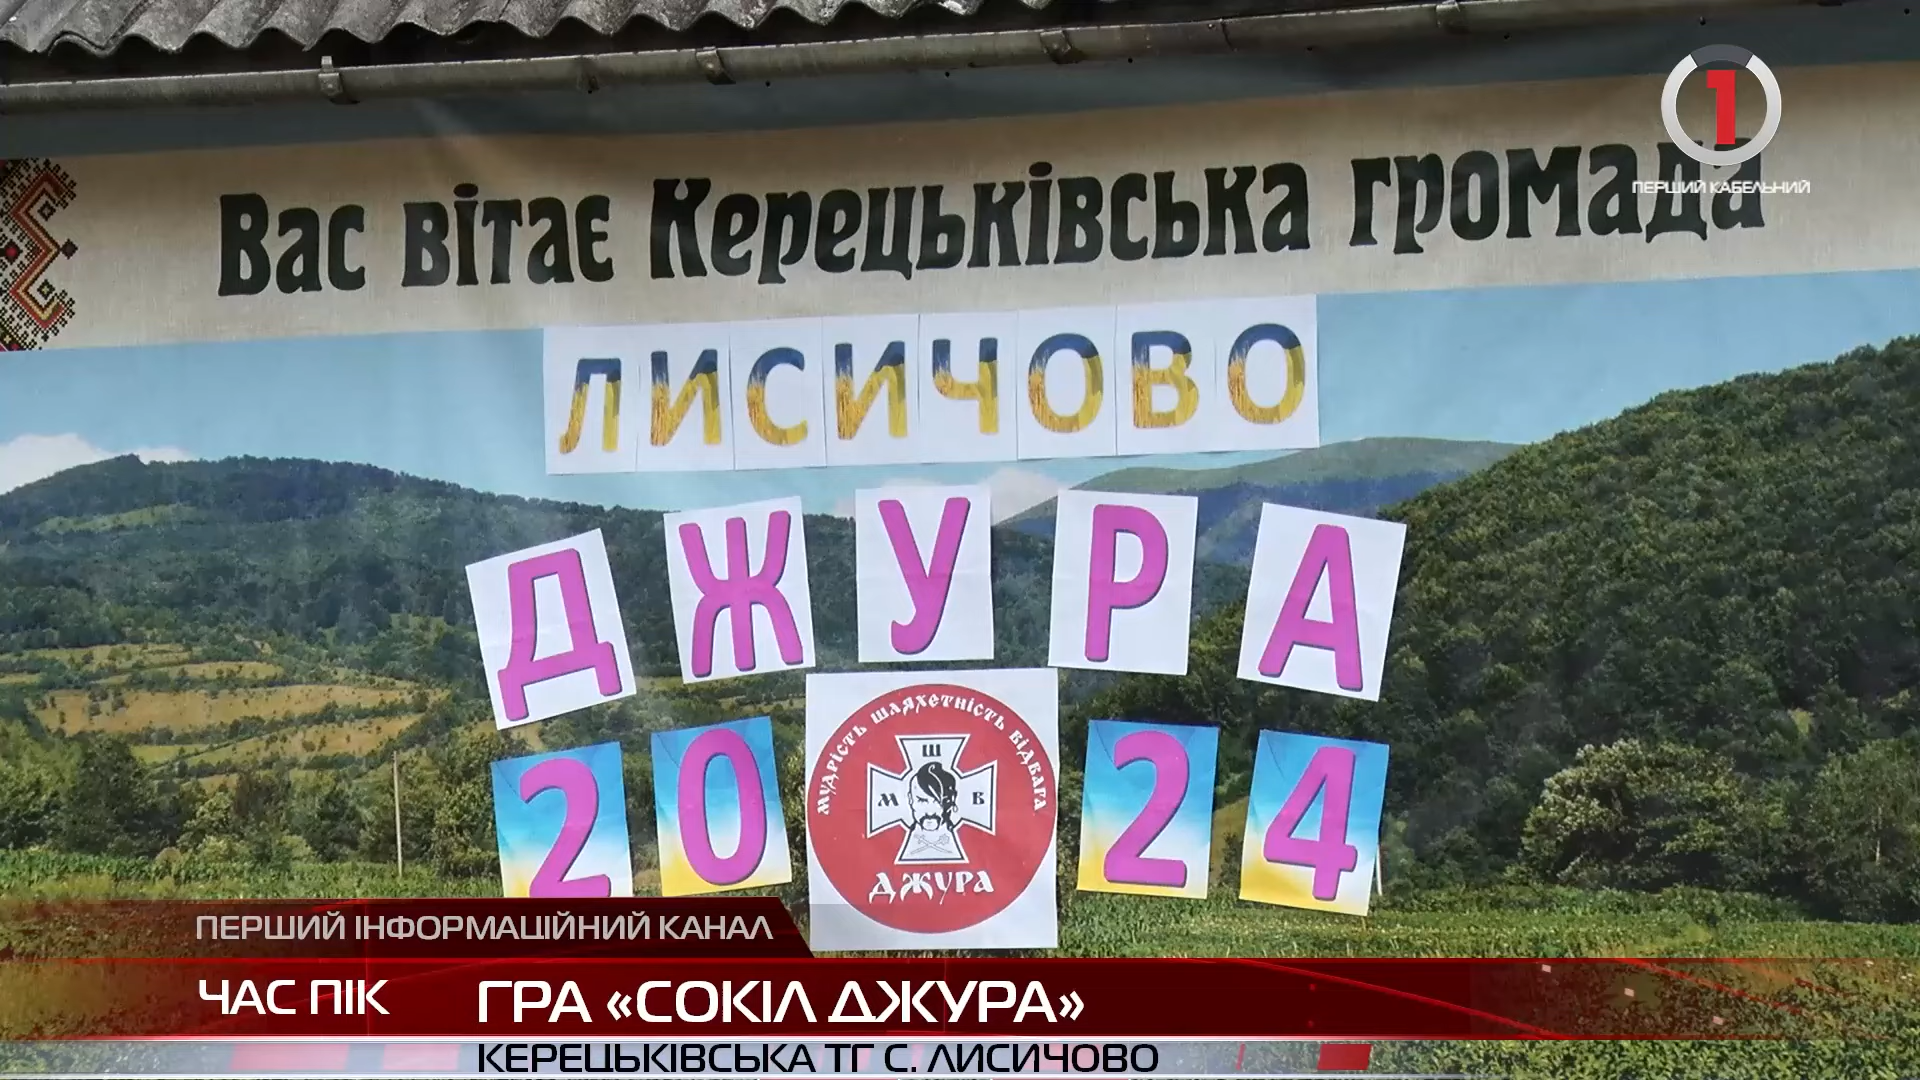 1
ПЕРШИЙ КАБЕЛЬНИЙ
Вас вітає Керецьківська громада
ЛИСИЧОВО
ДЖУРА
20 24
МУДРІСТЬ ШЛЯХЕТНІСТЬ ВІДВАГА
Ш
М В
ДЖУРА
ПЕРШИЙ ІНФОРМАЦІЙНИЙ КАНАЛ
ЧАС ПІК ГРА «СОКІЛ ДЖУРА»
КЕРЕЦЬКІВСЬКА ТГ С. ЛИСИЧОВО